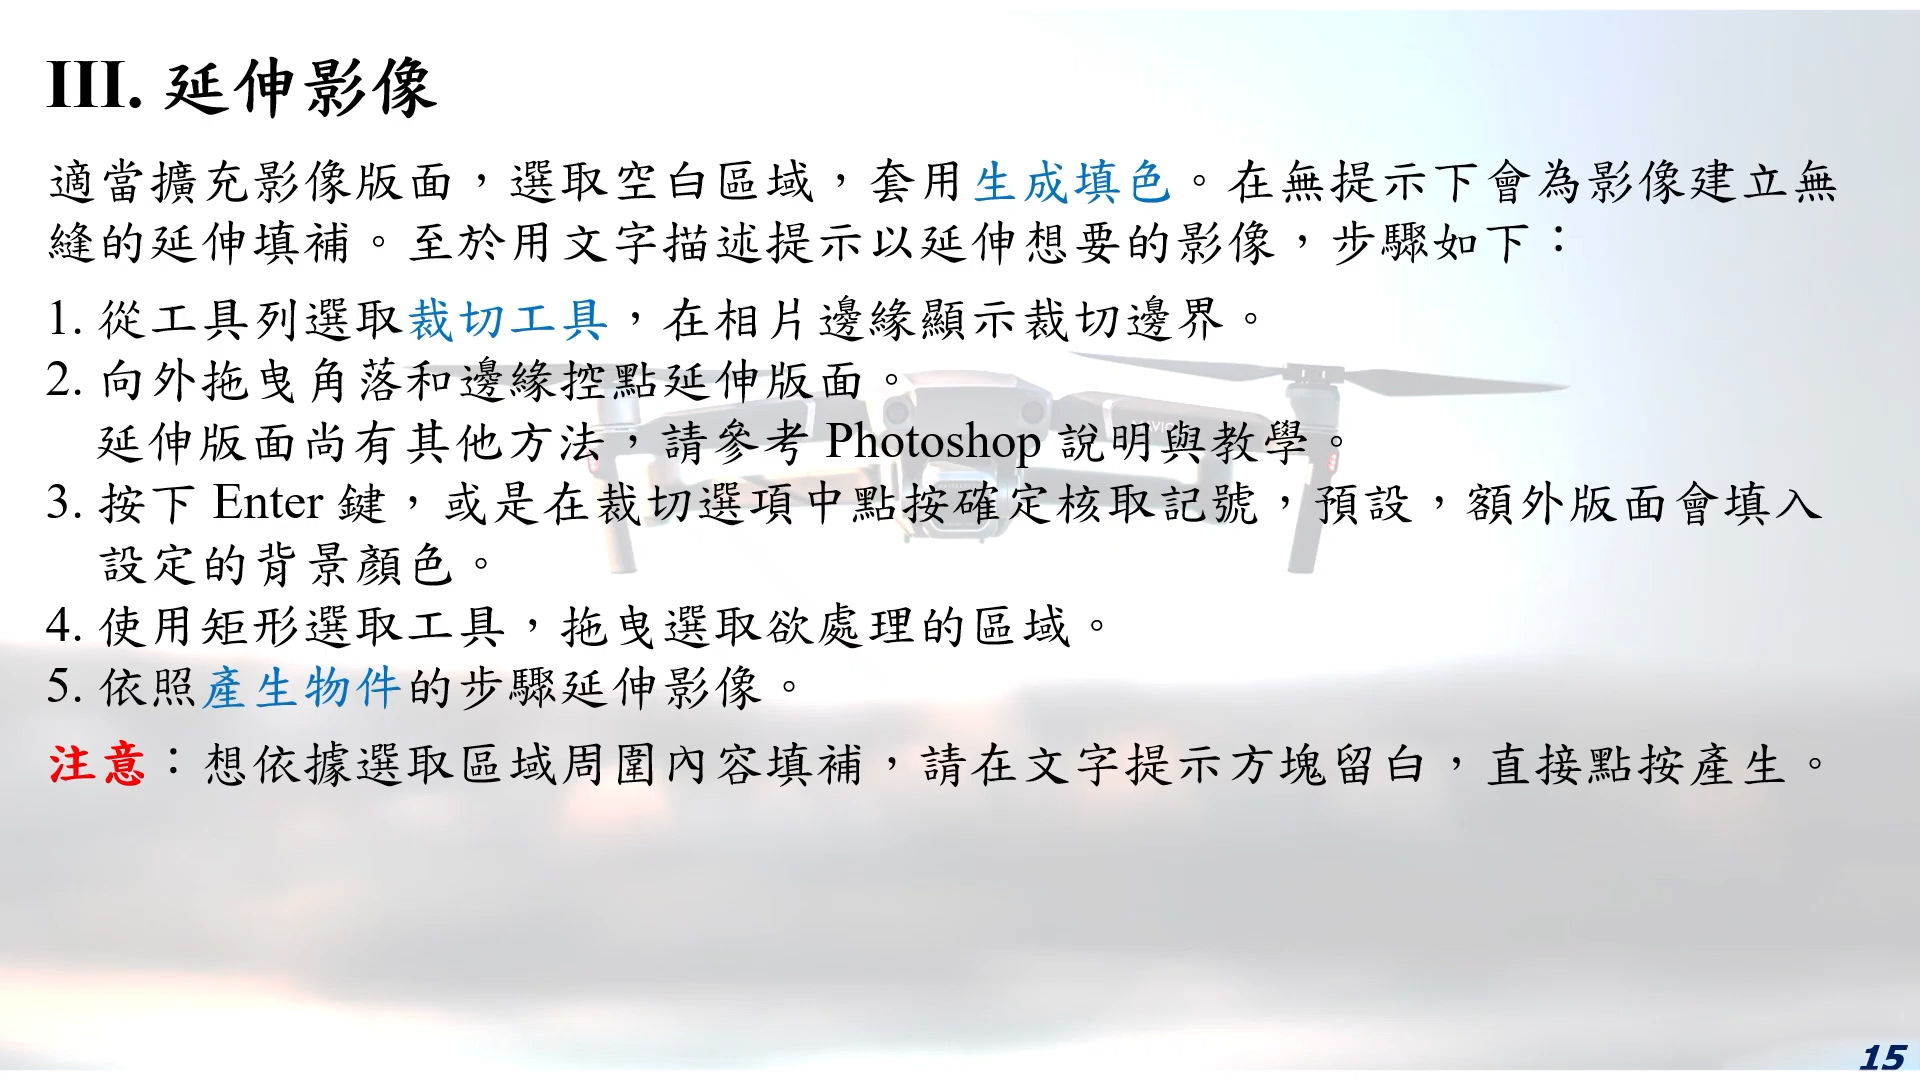 III. 延伸影像
適當擴充影像版面，選取空白區域，套用生成填色。在無提示下會為影像建立無
縫的延伸填補。至於用文字描述提示以延伸想要的影像，步驟如下：
1. 從工具列選取裁切工具，在相片邊緣顯示裁切邊界。
2. 向外拖曳角落和邊緣控點延伸版面。
延伸版面尚有其他方法，請參考 Photoshop 說明與教學。
3. 按下 Enter 鍵，或是在裁切選項中點按確定核取記號，預設，額外版面會填入
設定的背景顏色。
4. 使用矩形選取工具，拖曳選取欲處理的區域。
5. 依照產生物件的步驟延伸影像。
注意：想依據選取區域周圍內容填補，請在文字提示方塊留白，直接點按產生。
15